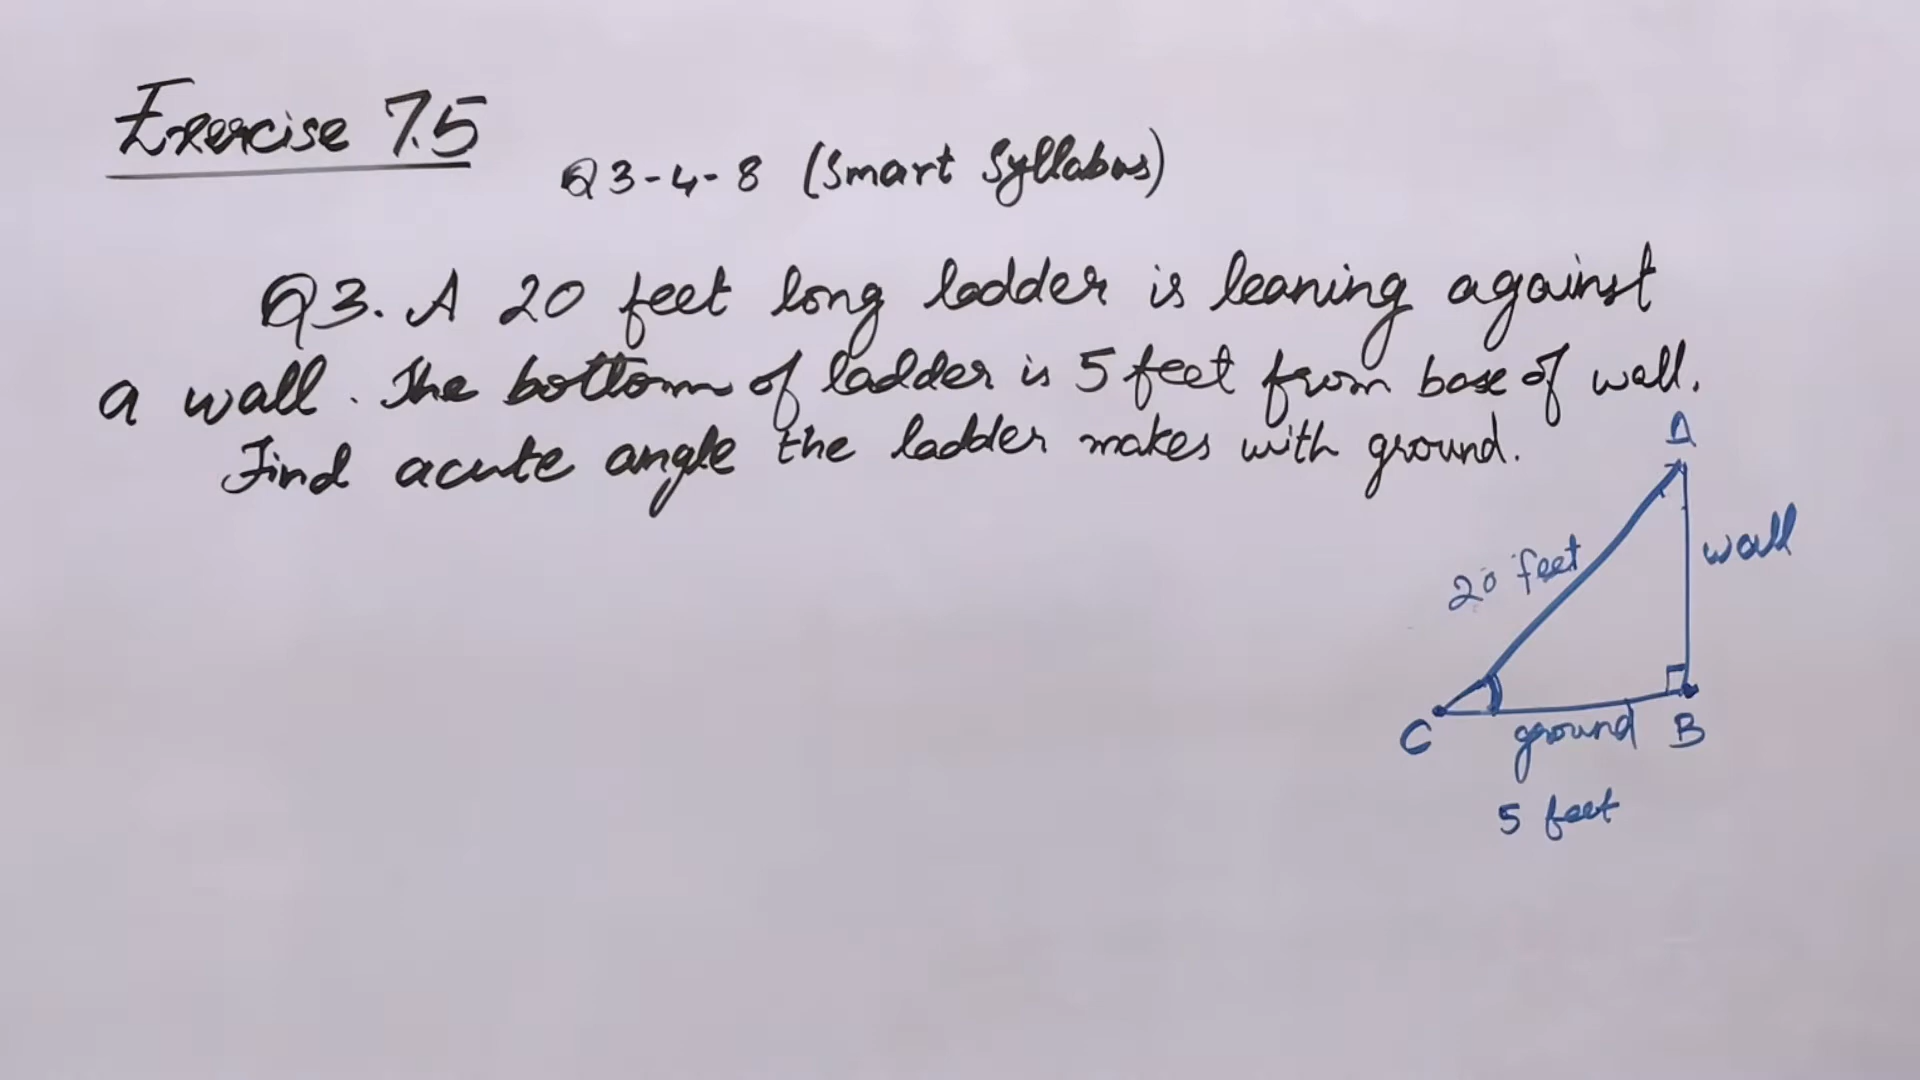 Exercise 7.5
Q 3-4-8 (Smart Syllabus)
Q3. A 20 feet long ladder is leaning against
a wall. The bottom of ladder is 5 feet from base of wall.
Find acute angle the ladder makes with ground.
A
20 feet
wall
C
ground
B
5 feet